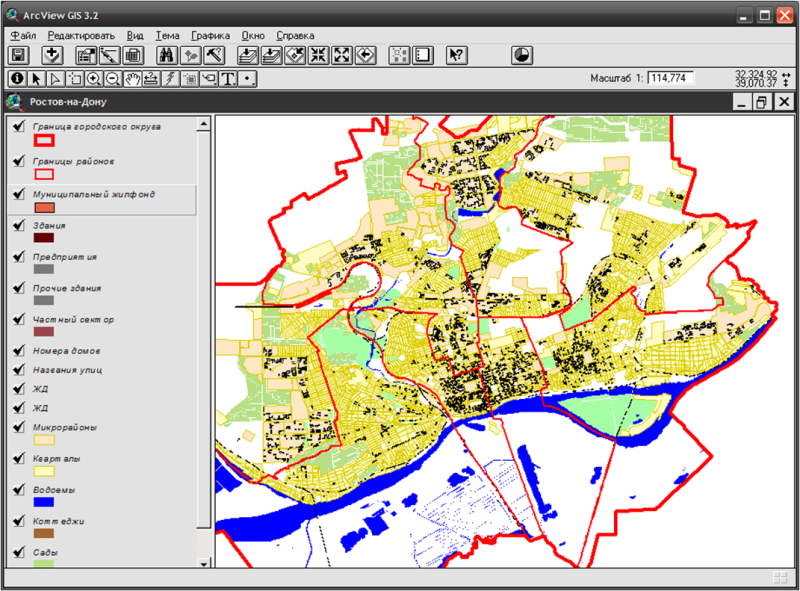 ArcView GIS 3.2
Файл Редактировать Вид Тема Графика Окно Справка
Масштаб 1: 114,774
32,324.92
39,070.37
Ростов-на-Дону
Граница городского округа
Границы районов
Муниципальный жилфонд
Здания
Предприятия
Прочие здания
Частный сектор
Номера домов
Названия улиц
ЖД
ЖД
Микрорайоны
Кварталы
Водоемы
Коттеджи
Сады